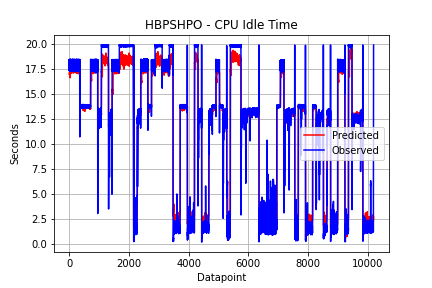 HBPSHPO - CPU Idle Time
Seconds
20.0
17.5
15.0
12.5
10.0
7.5
5.0
2.5
0.0
Predicted
Observed
0 2000 4000 6000 8000 10000
Datapoint